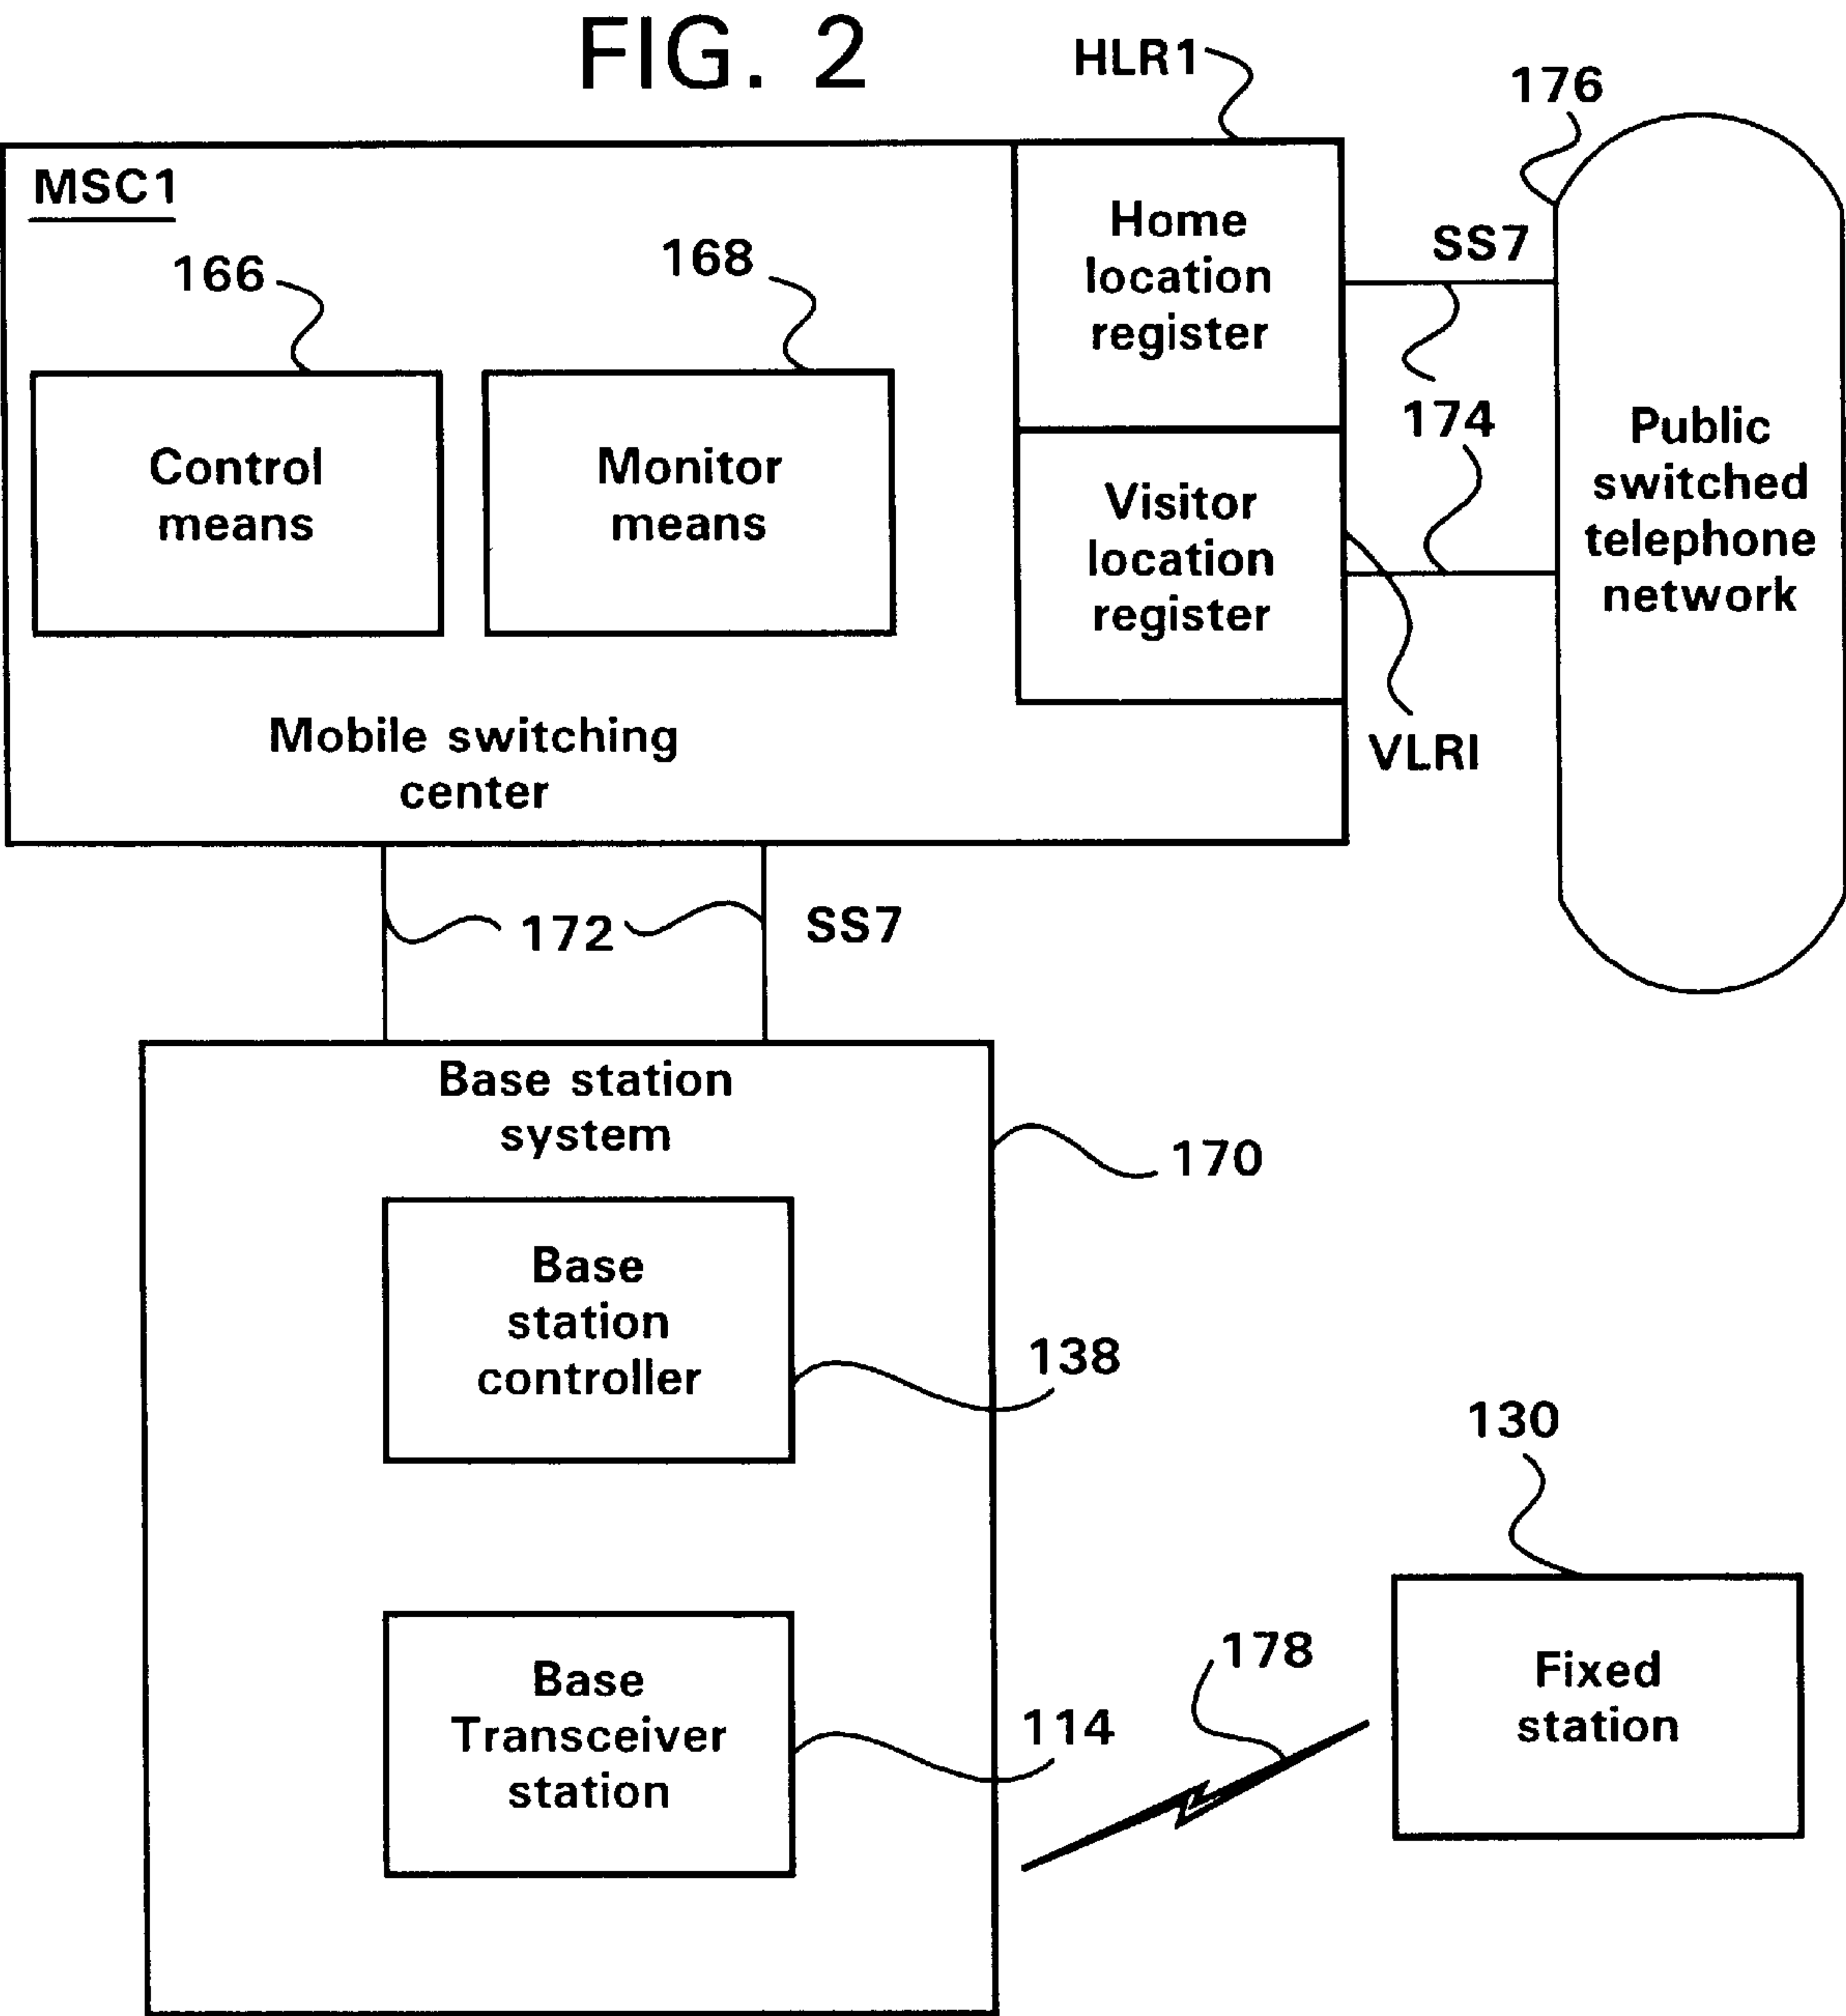 FIG. 2
HLR1
176
MSC1
166
168
Home
location
register
SS7
174
Control
means
Monitor
means
Visitor
location
register
Public
switched
telephone
network
Mobile switching
center
VLRI
172
SS7
Base station
system
170
Base
station
controller
138
130
178
Fixed
station
Base
Transceiver
station
114